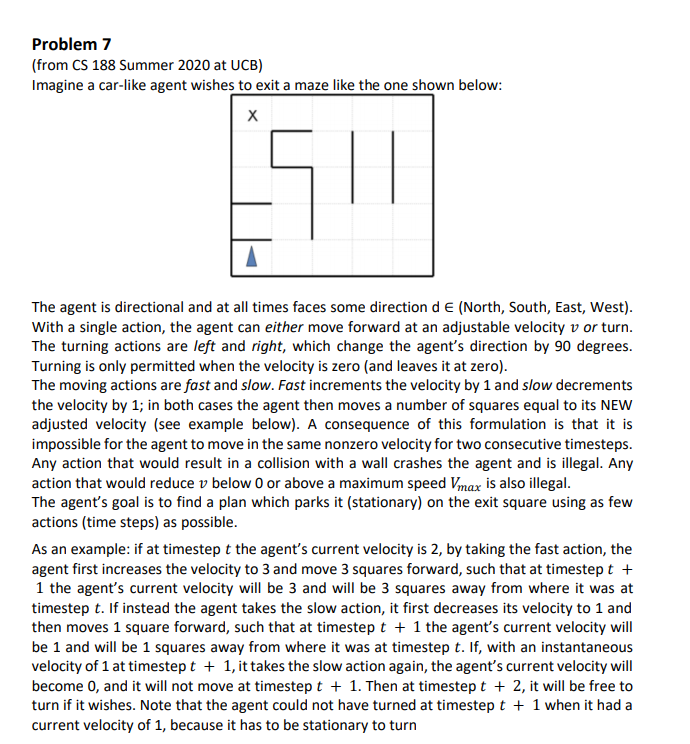 Problem 7
(from CS 188 Summer 2020 at UCB)
Imagine a car-like agent wishes to exit a maze like the one shown below:
X
The agent is directional and at all times faces some direction d ∈ (North, South, East, West).
With a single action, the agent can either move forward at an adjustable velocity v or turn.
The turning actions are left and right, which change the agent's direction by 90 degrees.
Turning is only permitted when the velocity is zero (and leaves it at zero).
The moving actions are fast and slow. Fast increments the velocity by 1 and slow decrements
the velocity by 1; in both cases the agent then moves a number of squares equal to its NEW
adjusted velocity (see example below). A consequence of this formulation is that it is
impossible for the agent to move in the same nonzero velocity for two consecutive timesteps.
Any action that would result in a collision with a wall crashes the agent and is illegal. Any
action that would reduce v below 0 or above a maximum speed Vmax is also illegal.
The agent's goal is to find a plan which parks it (stationary) on the exit square using as few
actions (time steps) as possible.
As an example: if at timestep t the agent's current velocity is 2, by taking the fast action, the
agent first increases the velocity to 3 and move 3 squares forward, such that at timestep t +
1 the agent's current velocity will be 3 and will be 3 squares away from where it was at
timestep t. If instead the agent takes the slow action, it first decreases its velocity to 1 and
then moves 1 square forward, such that at timestep t + 1 the agent's current velocity will
be 1 and will be 1 squares away from where it was at timestep t. If, with an instantaneous
velocity of 1 at timestep t + 1, it takes the slow action again, the agent's current velocity will
become 0, and it will not move at timestep t + 1. Then at timestep t + 2, it will be free to
turn if it wishes. Note that the agent could not have turned at timestep t + 1 when it had a
current velocity of 1, because it has to be stationary to turn